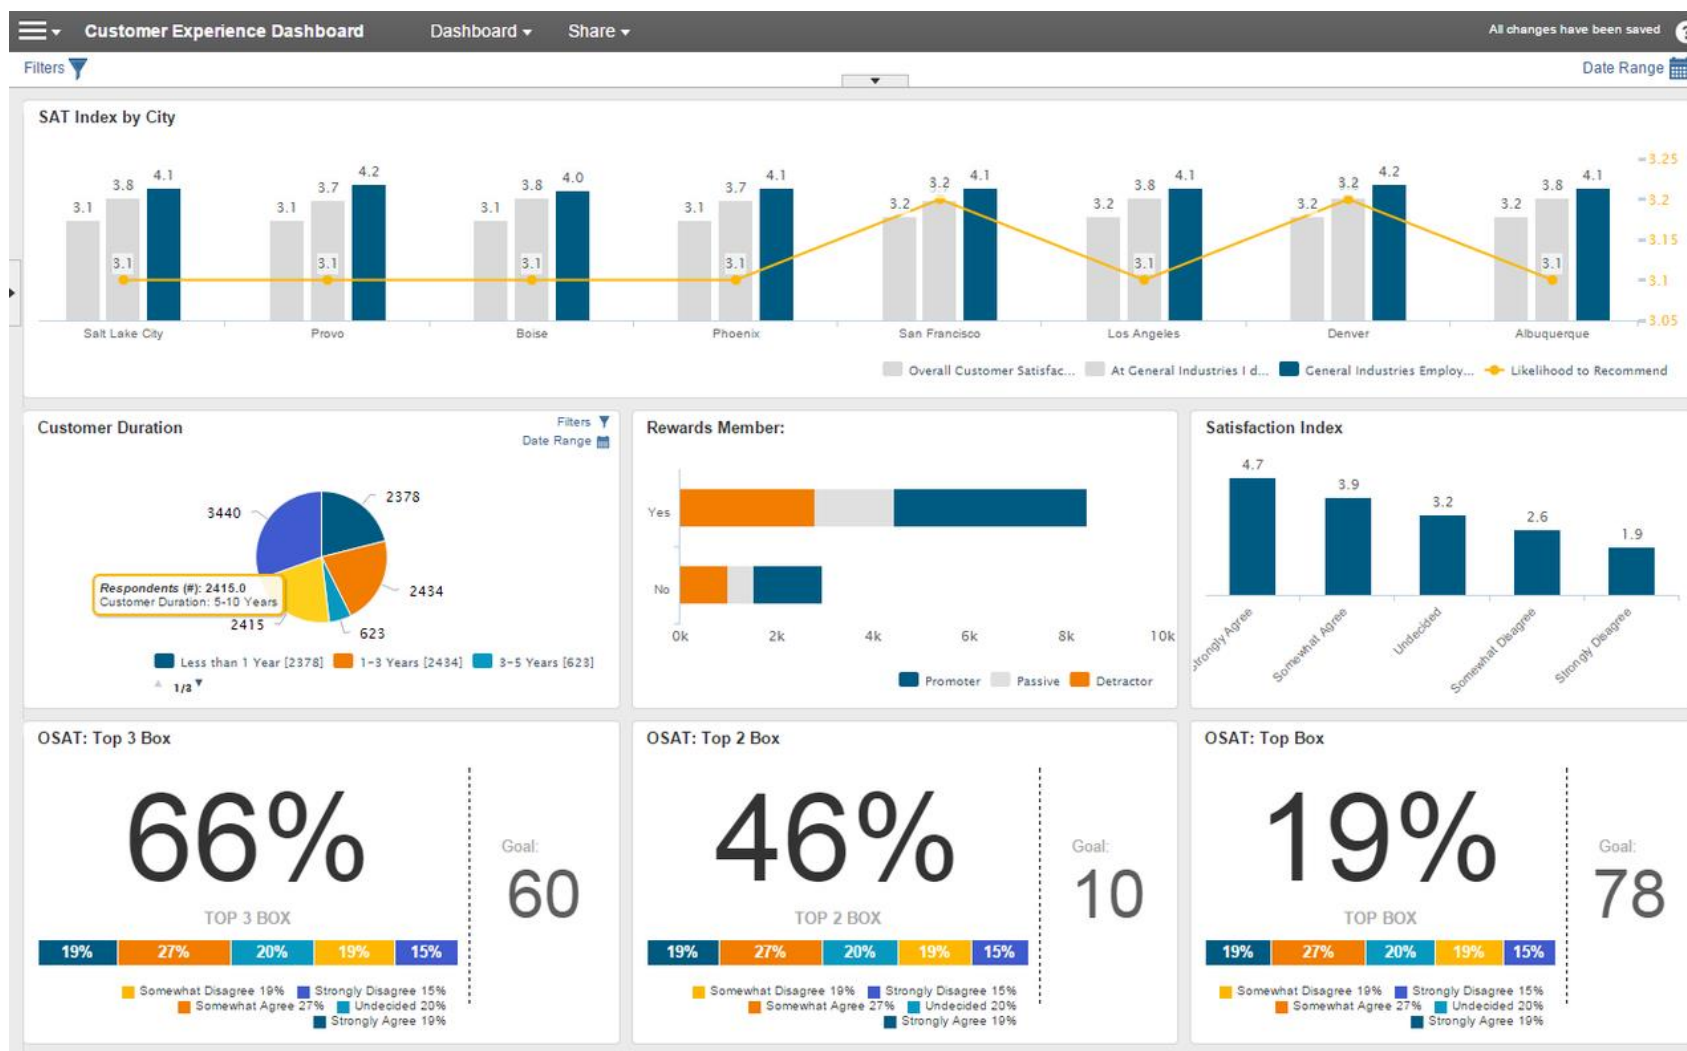 Customer Experience Dashboard Dashboard Share All changes have been saved ?
Filters Date Range
SAT Index by City
3.1 3.8 4.1 3.1 3.7 4.2 3.1 3.8 4.0 3.1 3.7 4.1 3.2 3.2 4.1 3.2 3.8 4.1 3.2 3.2 4.2 3.2 3.8 4.1
3.1 3.1 3.1 3.1 3.1 3.1
3.25
3.2
3.15
3.1
3.05
Salt Lake City Provo Boise Phoenix San Francisco Los Angeles Denver Albuquerque
Overall Customer Satisfac... At General Industries I d... General Industries Employ... Likelihood to Recommend
Customer Duration
Filters
Date Range
2378
3440
2434
Respondents (#): 2415.0
Customer Duration: 5-10 Years
2415
623
Less than 1 Year [2378] 1-3 Years [2434] 3-5 Years [623]
1/2
Rewards Member:
Yes
No
0k 2k 4k 6k 8k 10k
Promoter Passive Detractor
Satisfaction Index
4.7 3.9 3.2 2.6 1.9
trongly Agree Somewhat Agree Undecided Somewhat Disagree Strongly Disagree
OSAT: Top 3 Box
66%
TOP 3 BOX
Goal:
60
19% 27% 20% 19% 15%
Somewhat Disagree 19% Strongly Disagree 15%
Somewhat Agree 27% Undecided 20%
Strongly Agree 19%
OSAT: Top 2 Box
46%
TOP 2 BOX
Goal:
10
19% 27% 20% 19% 15%
Somewhat Disagree 19% Strongly Disagree 15%
Somewhat Agree 27% Undecided 20%
Strongly Agree 19%
OSAT: Top Box
19%
TOP BOX
Goal:
78
19% 27% 20% 19% 15%
Somewhat Disagree 19% Strongly Disagree 15%
Somewhat Agree 27% Undecided 20%
Strongly Agree 19%